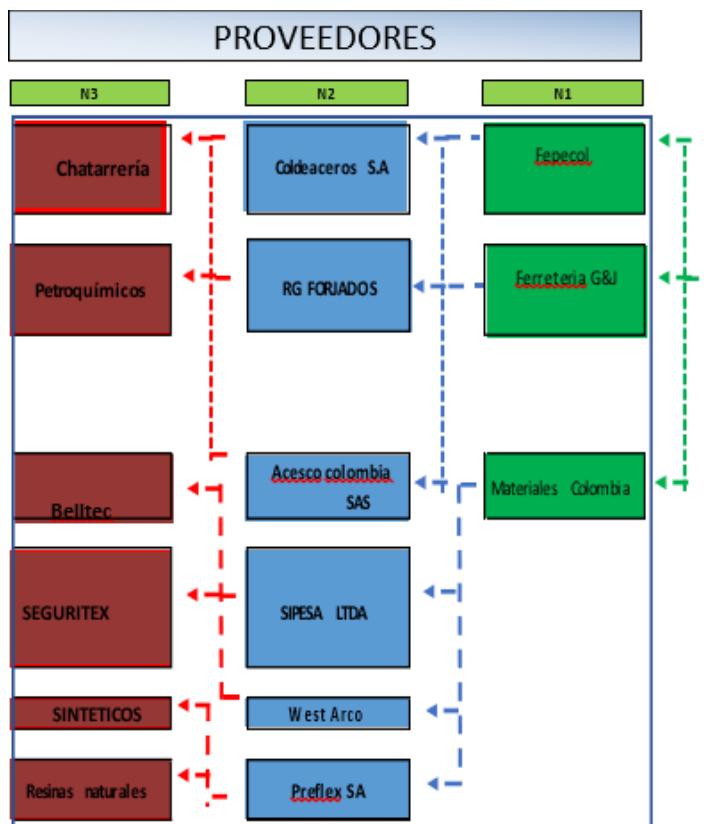 PROVEEDORES
N3
N2
N1
Chatarrería
Coldeaceros S.A
Fepecol
Petroquímicos
RG FORJADOS
Ferreteria G&J
Belltec
Acesco colombia
SAS
Materiales Colombia
SEGURITEX
SIPESA LTDA
SINTETICOS
West Arco
Resinas naturales
Preflex SA